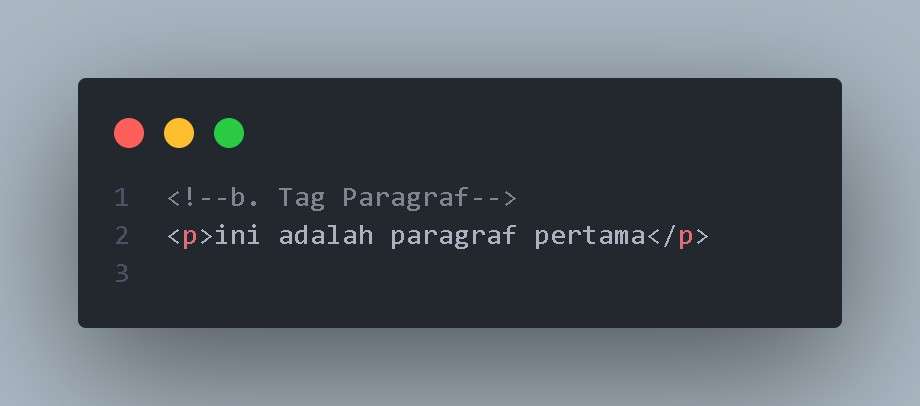 1 <!--b. Tag Paragraf-->
2 <p>ini adalah paragraf pertama</p>
3